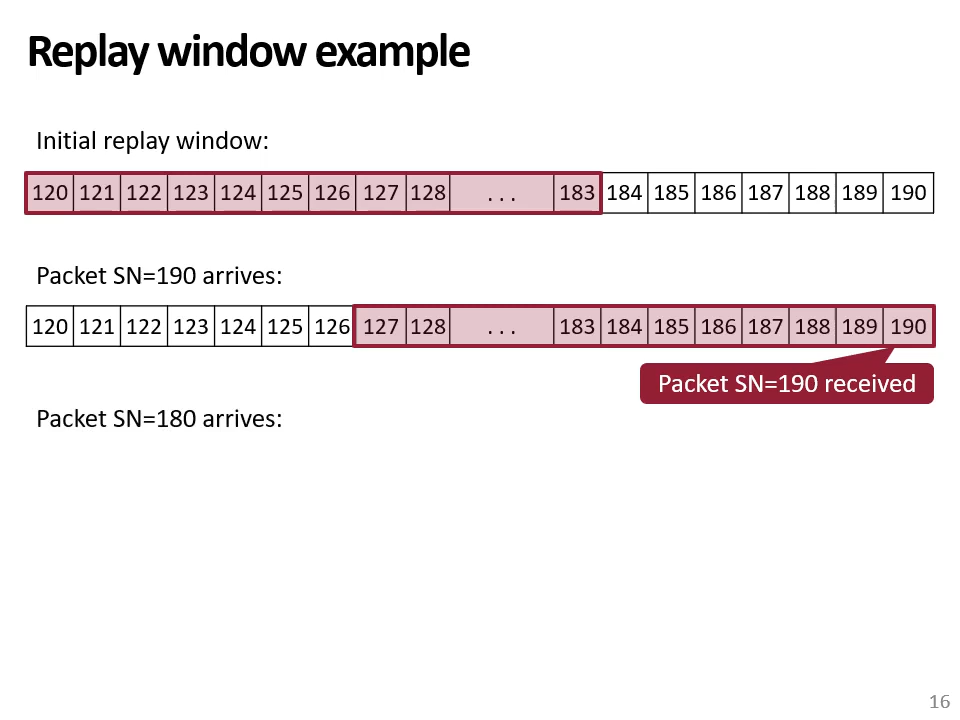 Replay window example
Initial replay window:
120 121 122 123 124 125 126 127 128 . . . 183 184 185 186 187 188 189 190
Packet SN=190 arrives:
120 121 122 123 124 125 126 127 128 . . . 183 184 185 186 187 188 189 190
Packet SN=190 received
Packet SN=180 arrives:
16